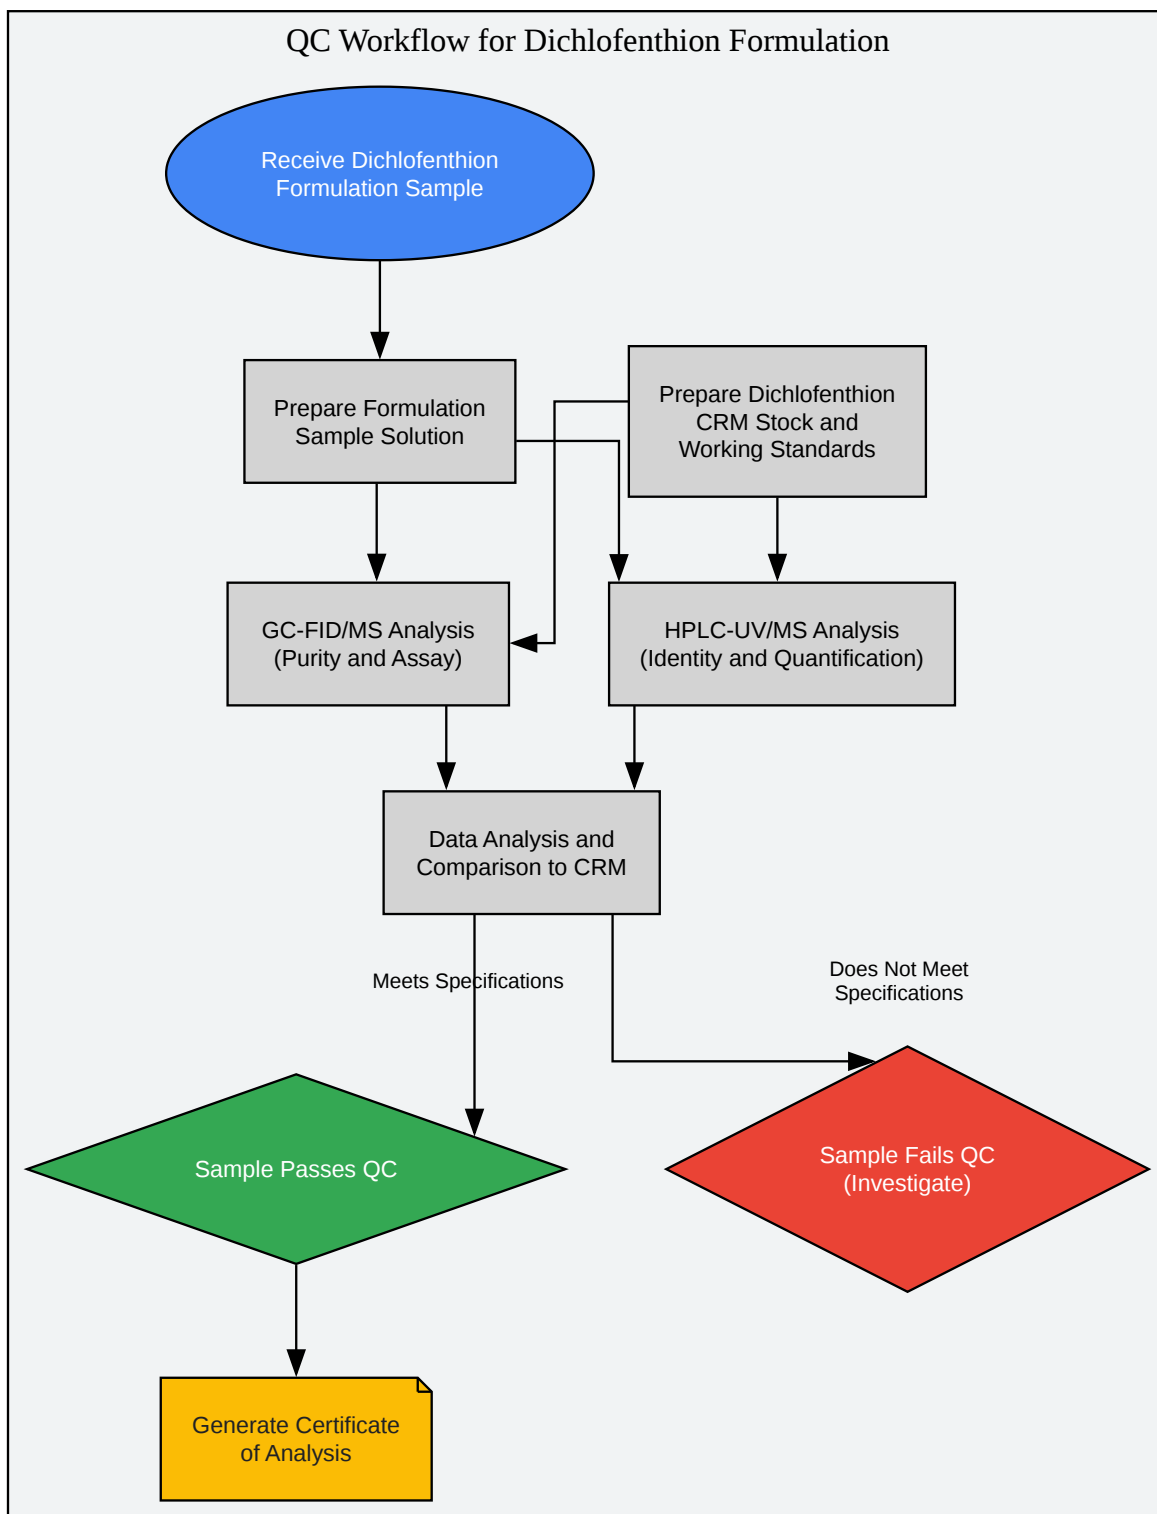 QC Workflow for Dichlofenthion Formulation
Receive Dichlofenthion
Formulation Sample
Prepare Formulation
Sample Solution
Prepare Dichlofenthion
CRM Stock and
Working Standards
GC-FID/MS Analysis
(Purity and Assay)
HPLC-UV/MS Analysis
(Identity and Quantification)
Data Analysis and
Comparison to CRM
Meets Specifications
Does Not Meet
Specifications
Sample Passes QC
Sample Fails QC
(Investigate)
Generate Certificate
of Analysis